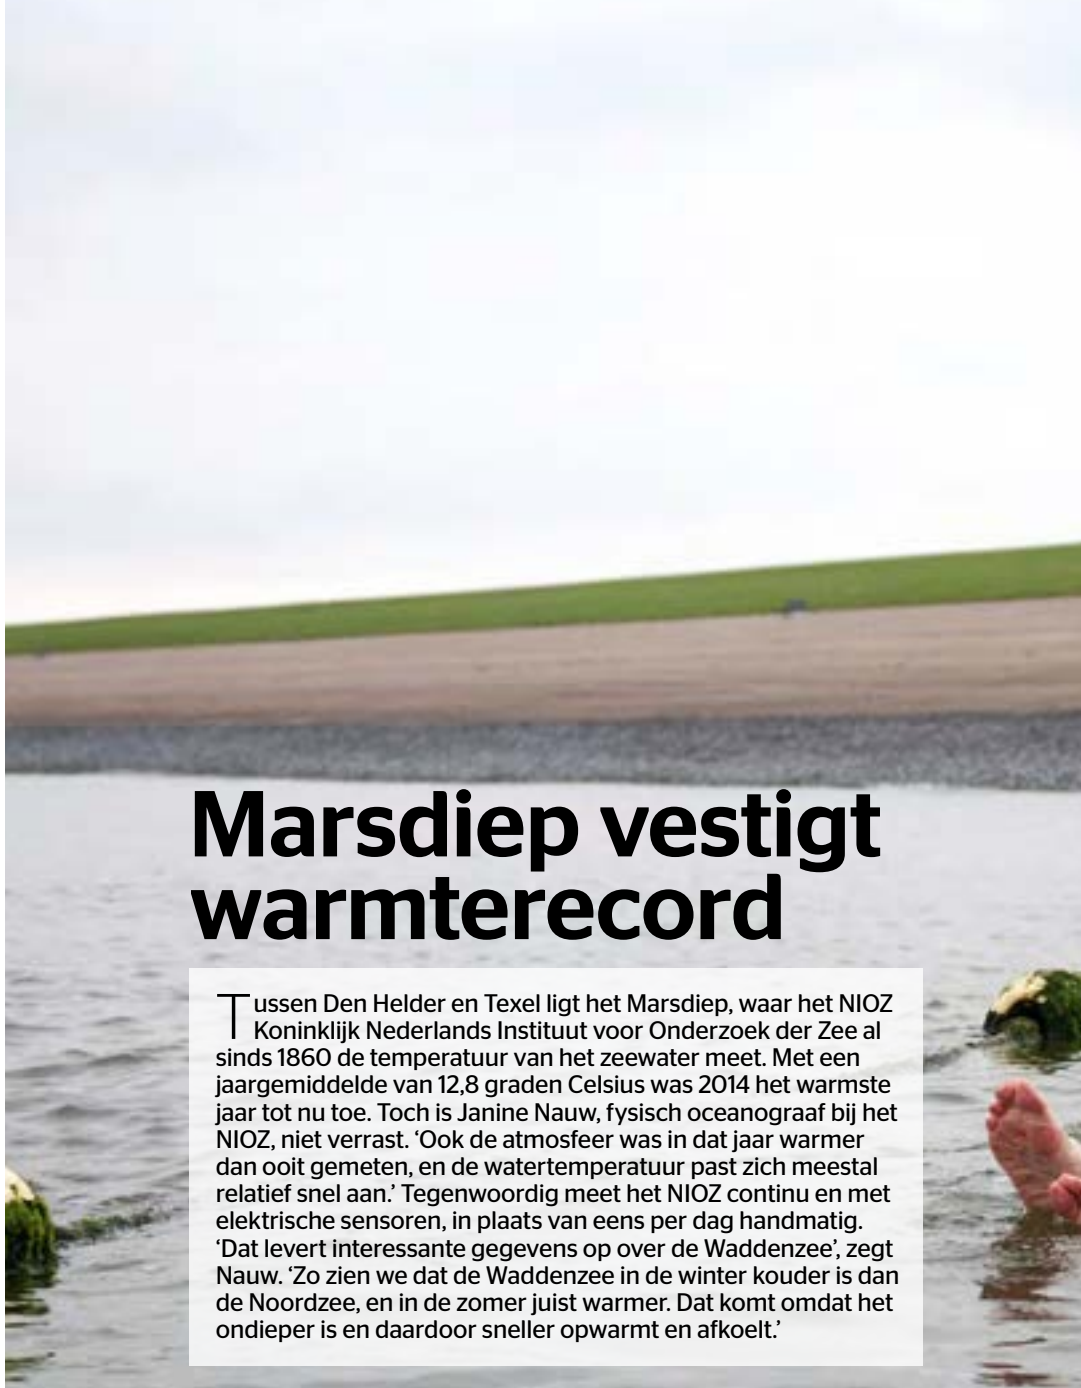 Marsdiep vestigt
warmterecord
Tussen Den Helder en Texel ligt het Marsdiep, waar het NIOZ
Koninklijk Nederlands Instituut voor Onderzoek der Zee al
sinds 1860 de temperatuur van het zeewater meet. Met een
jaargemiddelde van 12,8 graden Celsius was 2014 het warmste
jaar tot nu toe. Toch is Janine Nauw, fysisch oceanograaf bij het
NIOZ, niet verrast. ‘Ook de atmosfeer was in dat jaar warmer
dan ooit gemeten, en de watertemperatuur past zich meestal
relatief snel aan.’ Tegenwoordig meet het NIOZ continu en met
elektrische sensoren, in plaats van eens per dag handmatig.
‘Dat levert interessante gegevens op over de Waddenzee’, zegt
Nauw. ‘Zo zien we dat de Waddenzee in de winter kouder is dan
de Noordzee, en in de zomer juist warmer. Dat komt omdat het
ondieper is en daardoor sneller opwarmt en afkoelt.’